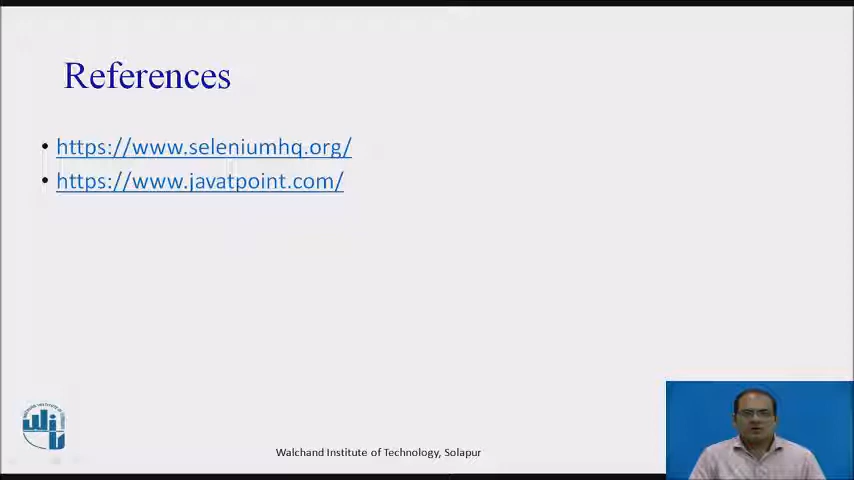 References
• https://www.seleniumhq.org/
• https://www.javatpoint.com/
Walchand Institute of Technology, Solapur